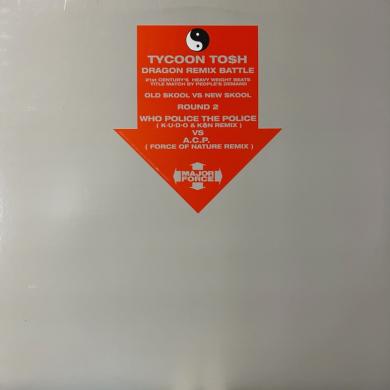 TYCOON TO$H
DRAGON REMIX BATTLE
21st CENTURY'S HEAVY WEIGHT BEATS
TITLE MATCH BY PEOPLE'S DEMAND
OLD SKOOL VS NEW SKOOL
ROUND 2
WHO POLICE THE POLICE
( K·U·D·O & KǾN REMIX )
VS
A.C.P.
( FORCE OF NATURE REMIX )
MAJOR
FORCE